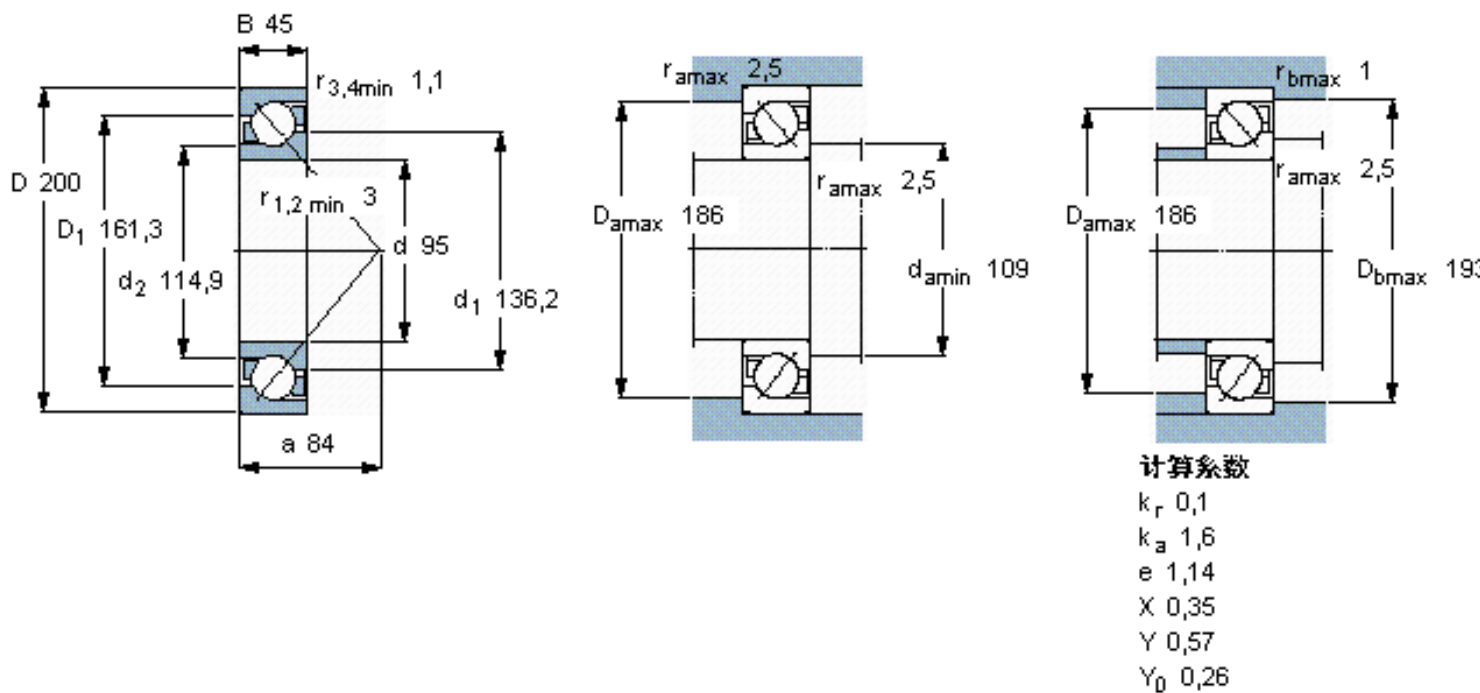 B 45
r3,4min 1,1
D 200
D1 161,3
d2 114,9
r1,2 min 3
d 95
d1 136,2
a 84
ramax 2,5
ramax 2,5
Damax 186
damin 109
rbmax 1
ramax 2,5
Damax 186
Dbmax 193
计算系数
kr 0,1
ka 1,6
e 1,14
X 0,35
Y 0,57
Y0 0,26